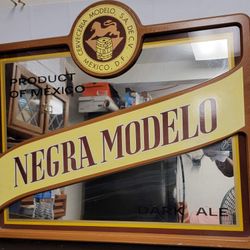 CERVECERIA MODELO, S.A. DE C.V.
MEXICO, D.F.
PRODUCT
OF MEXICO
NEGRA MODELO
DARK ALE